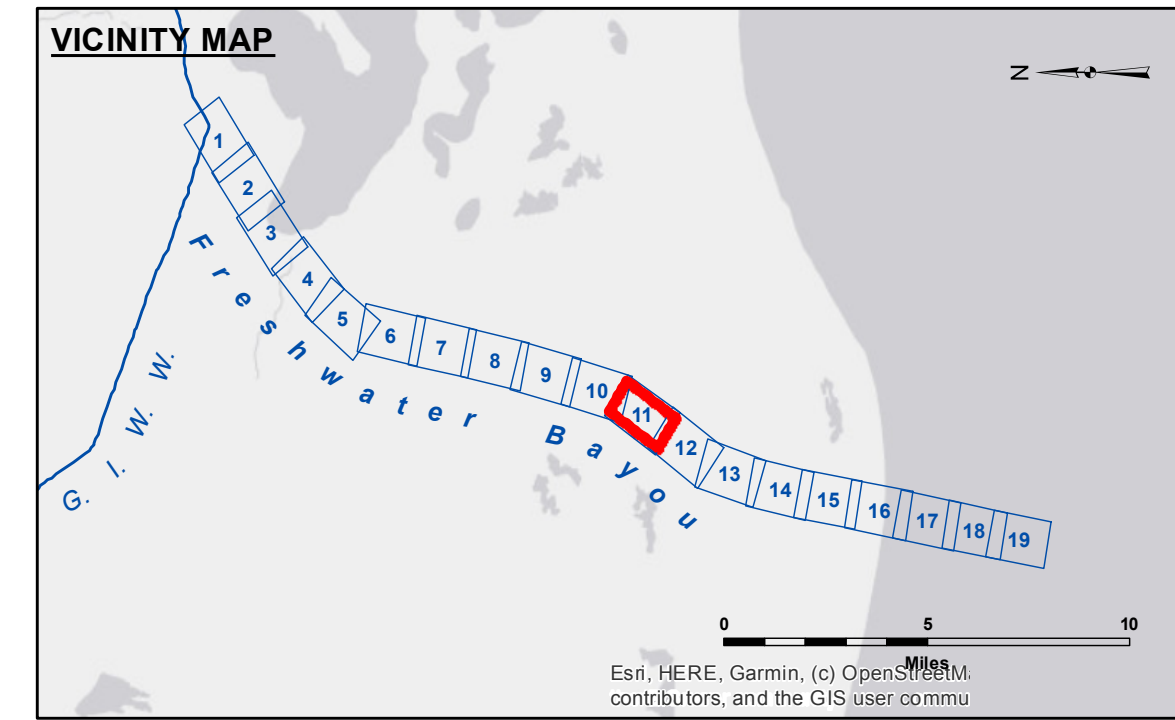 VICINITY MAP
N
1
2
3
4
5
6
7
8
9
10
11
12
13
14
15
16
17
18
19
Freshwater Bayou
G. I. W. W.
0 5 10
Miles
Esri, HERE, Garmin, (c) OpenStreetM
contributors, and the GIS user commu